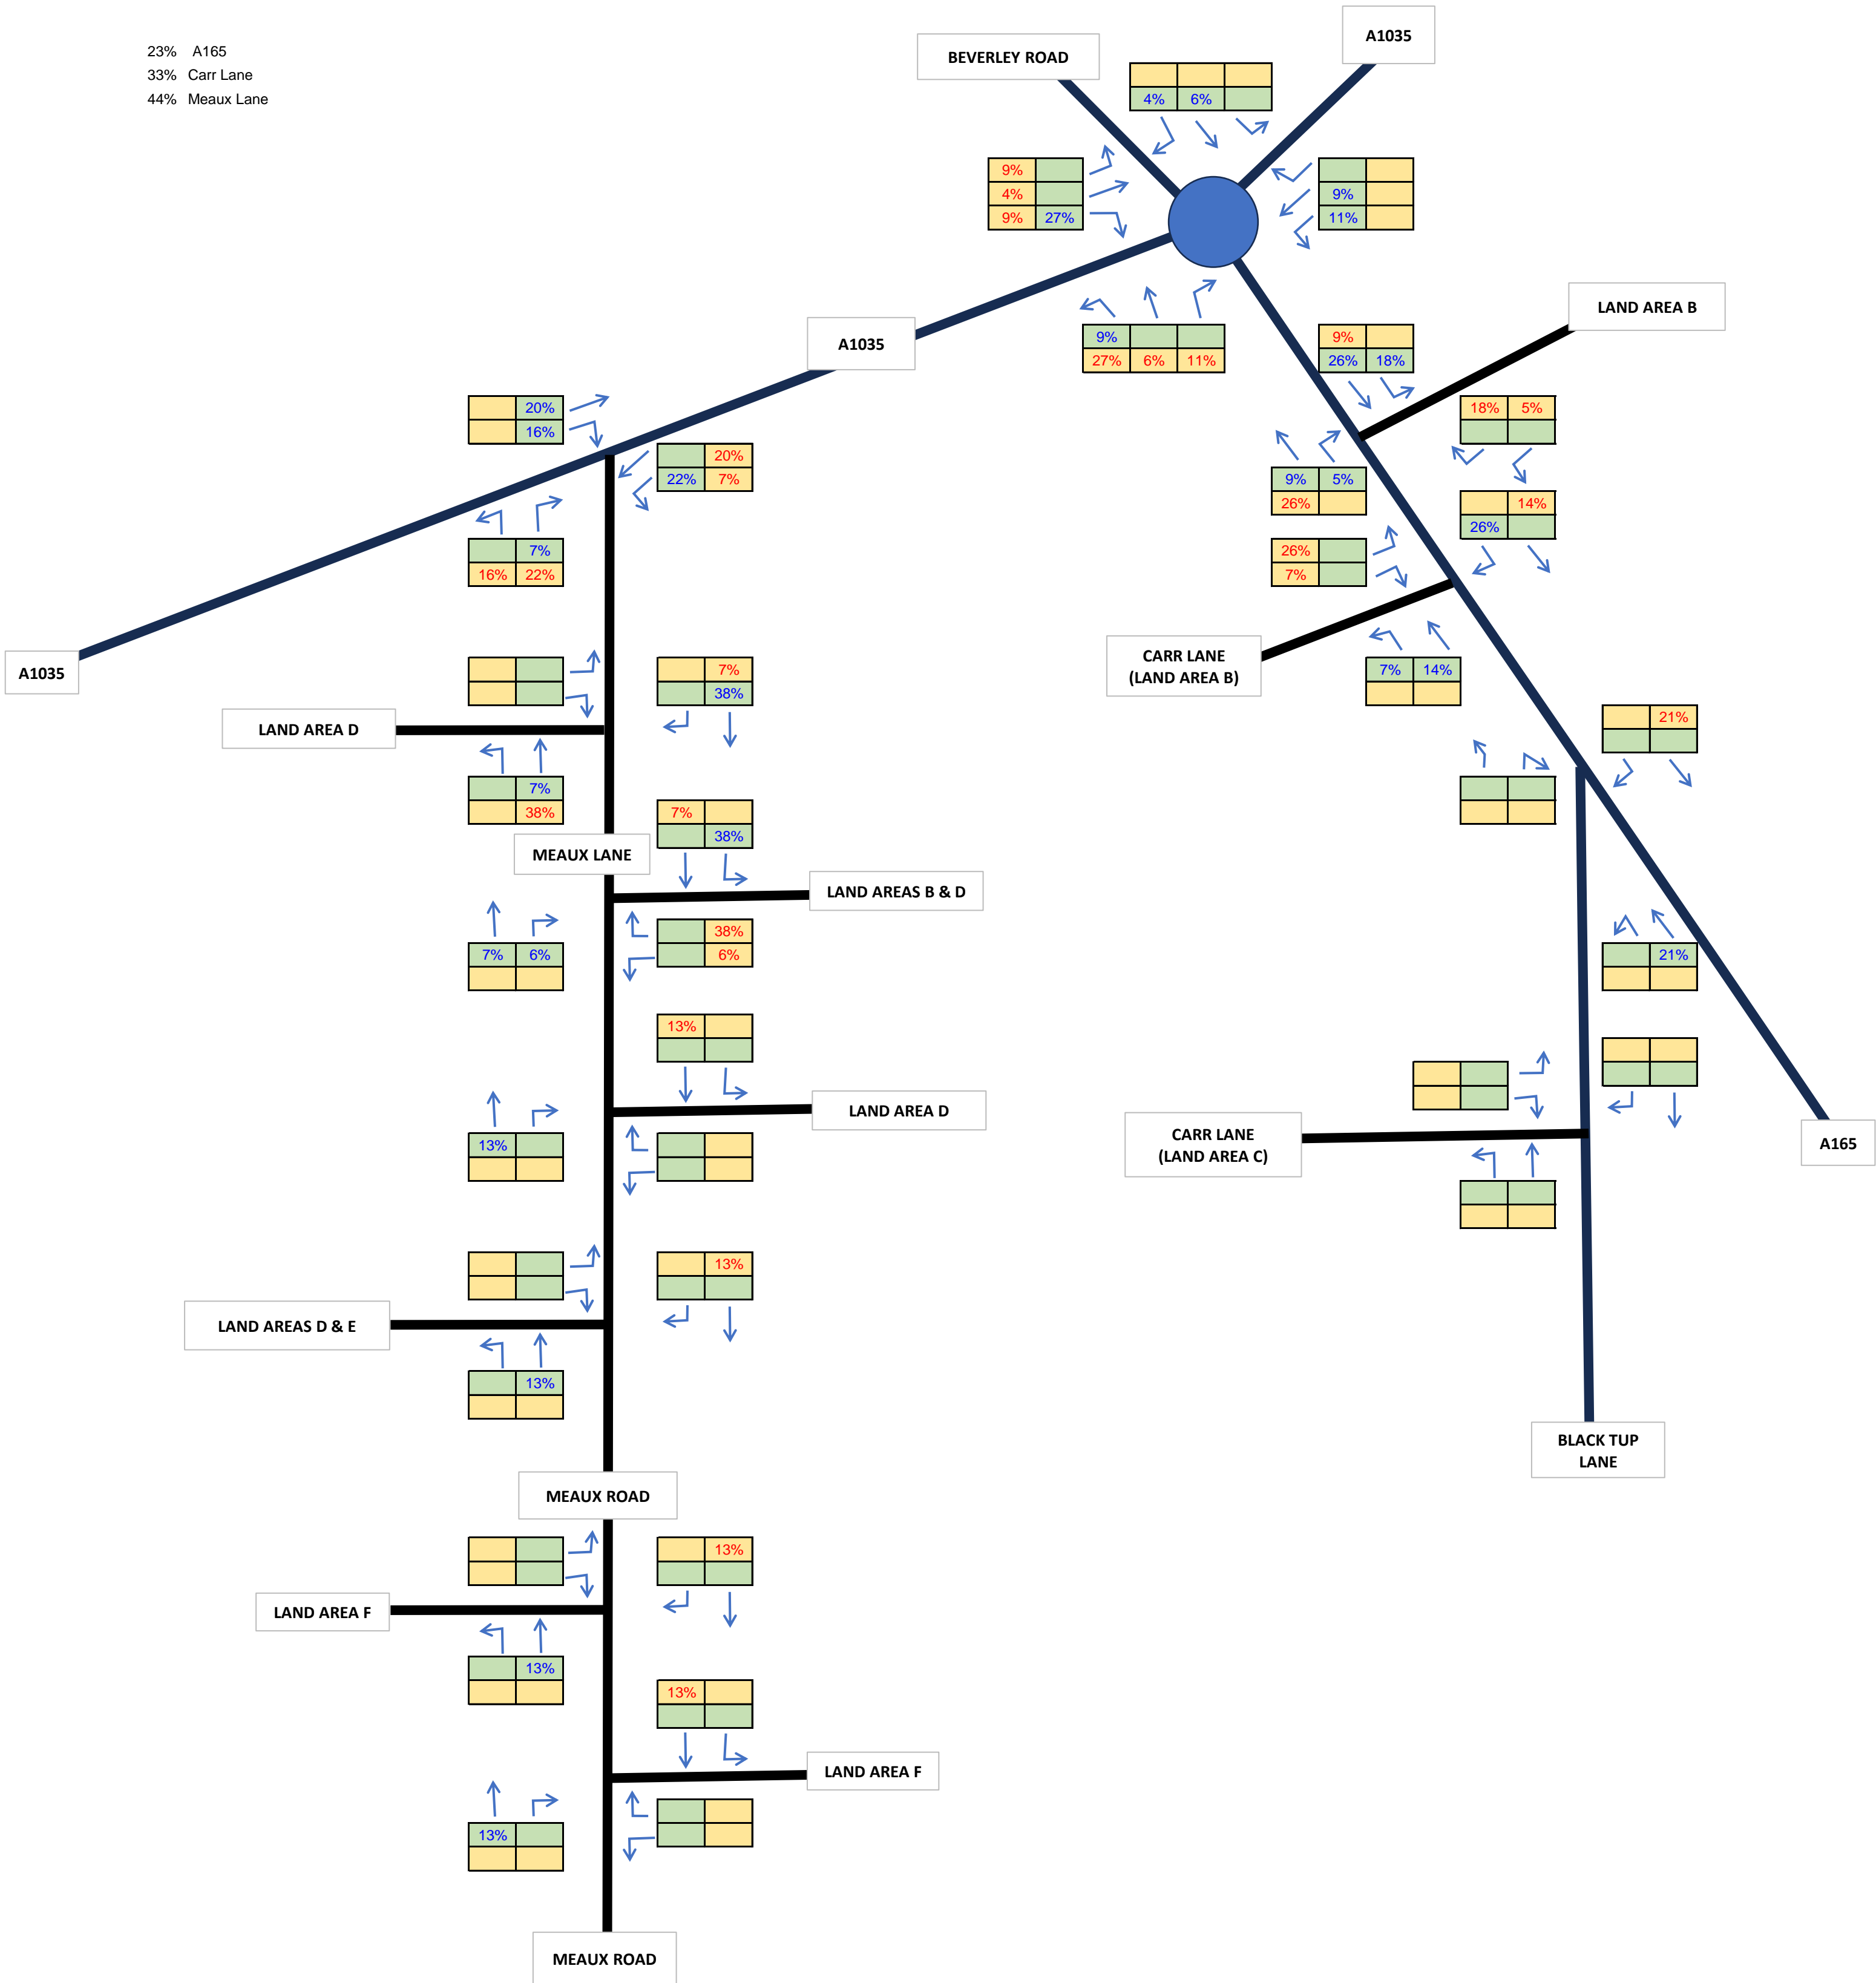 A1035
BEVERLEY ROAD
23% A165
33% Carr Lane
44% Meaux Lane
4% 6%
9%
4%
9% 27%
9%
11%
LAND AREA B
A1035
9%
27% 6% 11%
9%
26% 18%
20%
16%
18% 5%
20%
22% 7%
9% 5%
26%
14%
26%
7%
16% 22%
26%
7%
CARR LANE
(LAND AREA B)
A1035
7% 14%
7%
38%
LAND AREA D
21%
7%
38%
7%
38%
MEAUX LANE
LAND AREAS B & D
38%
6%
7% 6%
21%
13%
LAND AREA D
13%
CARR LANE
(LAND AREA C)
A165
13%
LAND AREAS D & E
13%
BLACK TUP
LANE
MEAUX ROAD
13%
LAND AREA F
13%
13%
LAND AREA F
13%
MEAUX ROAD